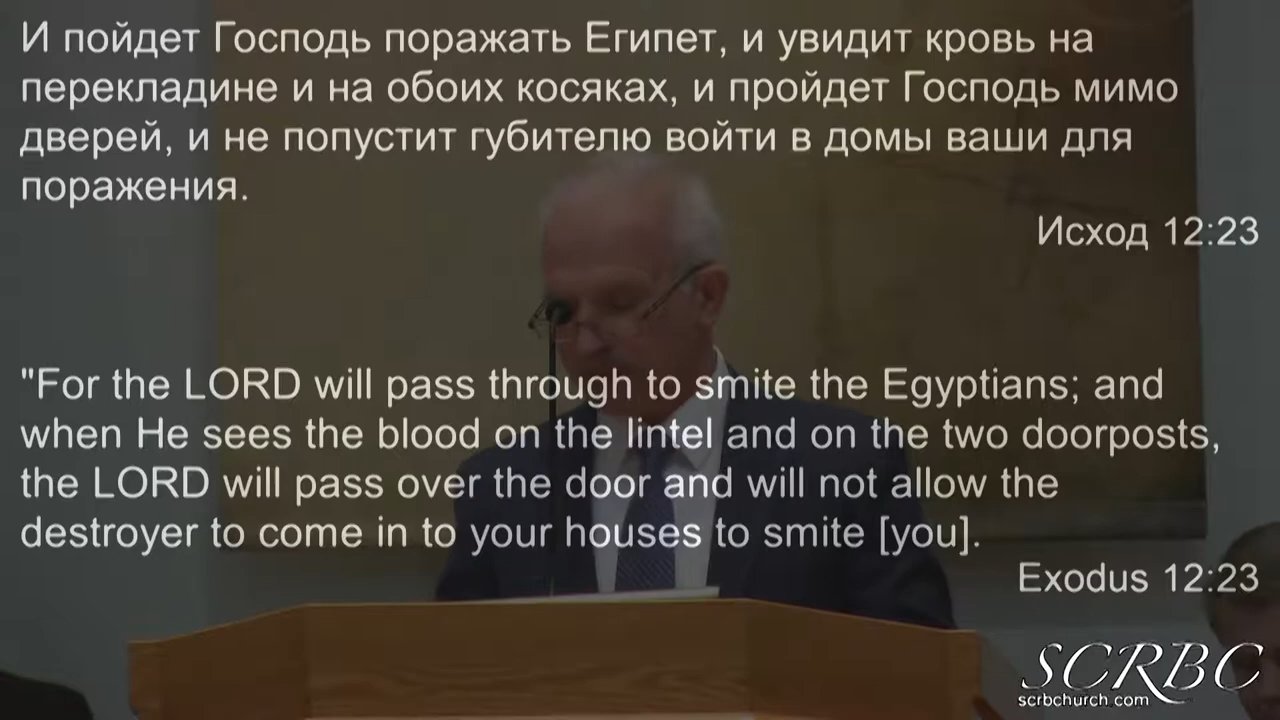 И пойдет Господь поражать Египет, и увидит кровь на
перекладине и на обоих косяках, и пройдет Господь мимо
дверей, и не попустит губителю войти в домы ваши для
поражения.
Исход 12:23
"For the LORD will pass through to smite the Egyptians; and
when He sees the blood on the lintel and on the two doorposts,
the LORD will pass over the door and will not allow the
destroyer to come in to your houses to smite [you].
Exodus 12:23
SCRBC
scrbchurch.com